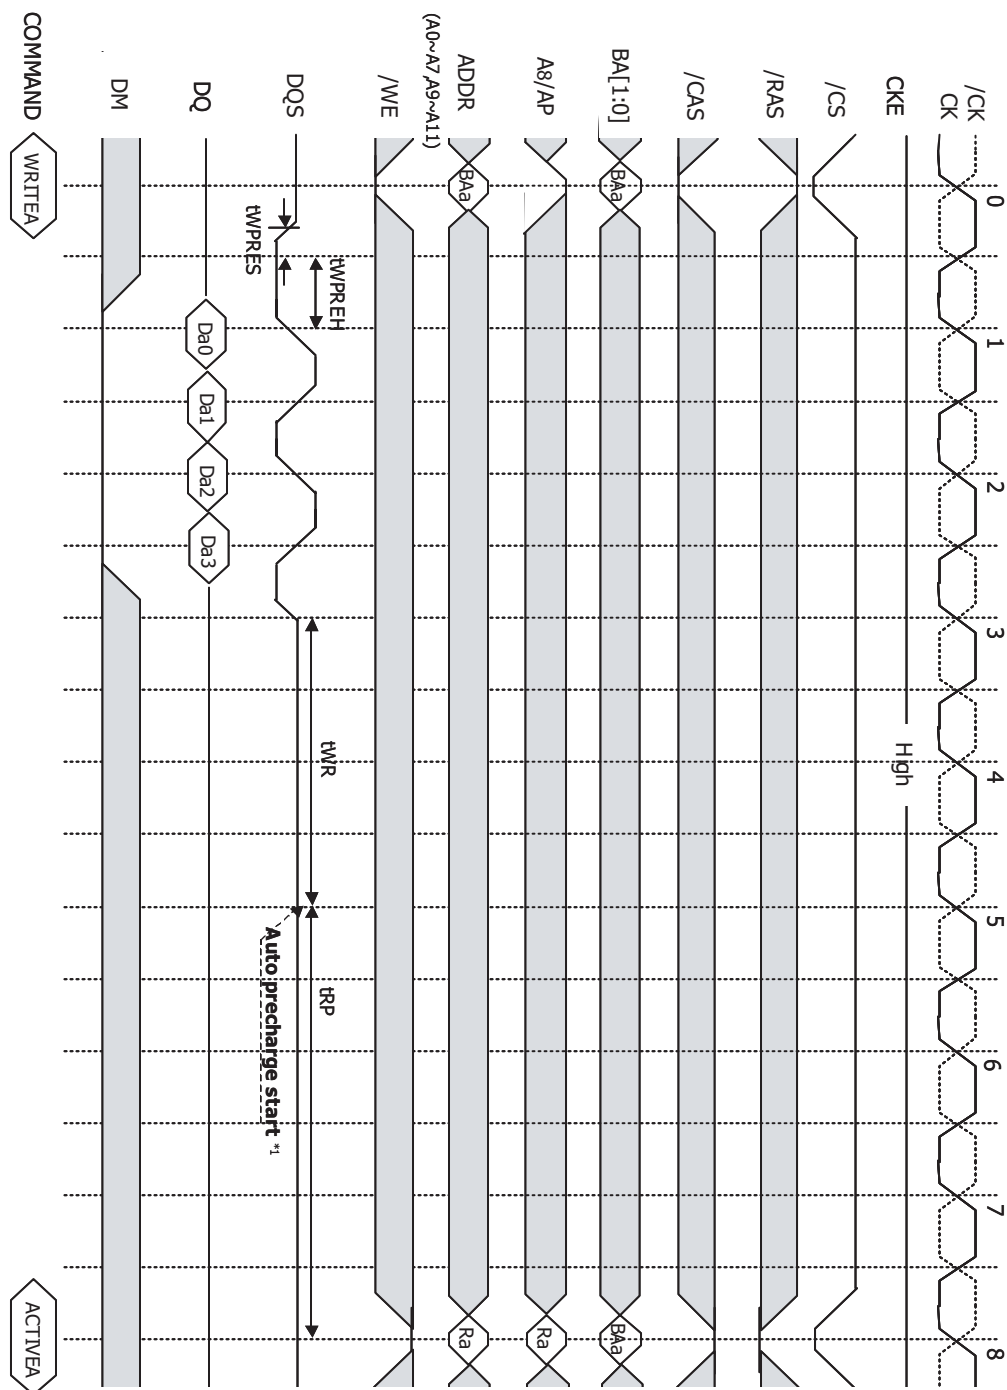 0 1 2 3 4 5 6 7 8
/CK
CK
CKE
High
/CS
/RAS
/CAS
BA[1:0]
BAa
BAa
A8/AP
Ra
ADDR
(A0~A7,A9~A11)
BAa
Ra
/WE
DQS
tWPRES
tWPREH
tWR
tRP
Auto precharge start *1
DQ
Da0 Da1 Da2 Da3
DM
COMMAND
WRITEA
ACTIVEA